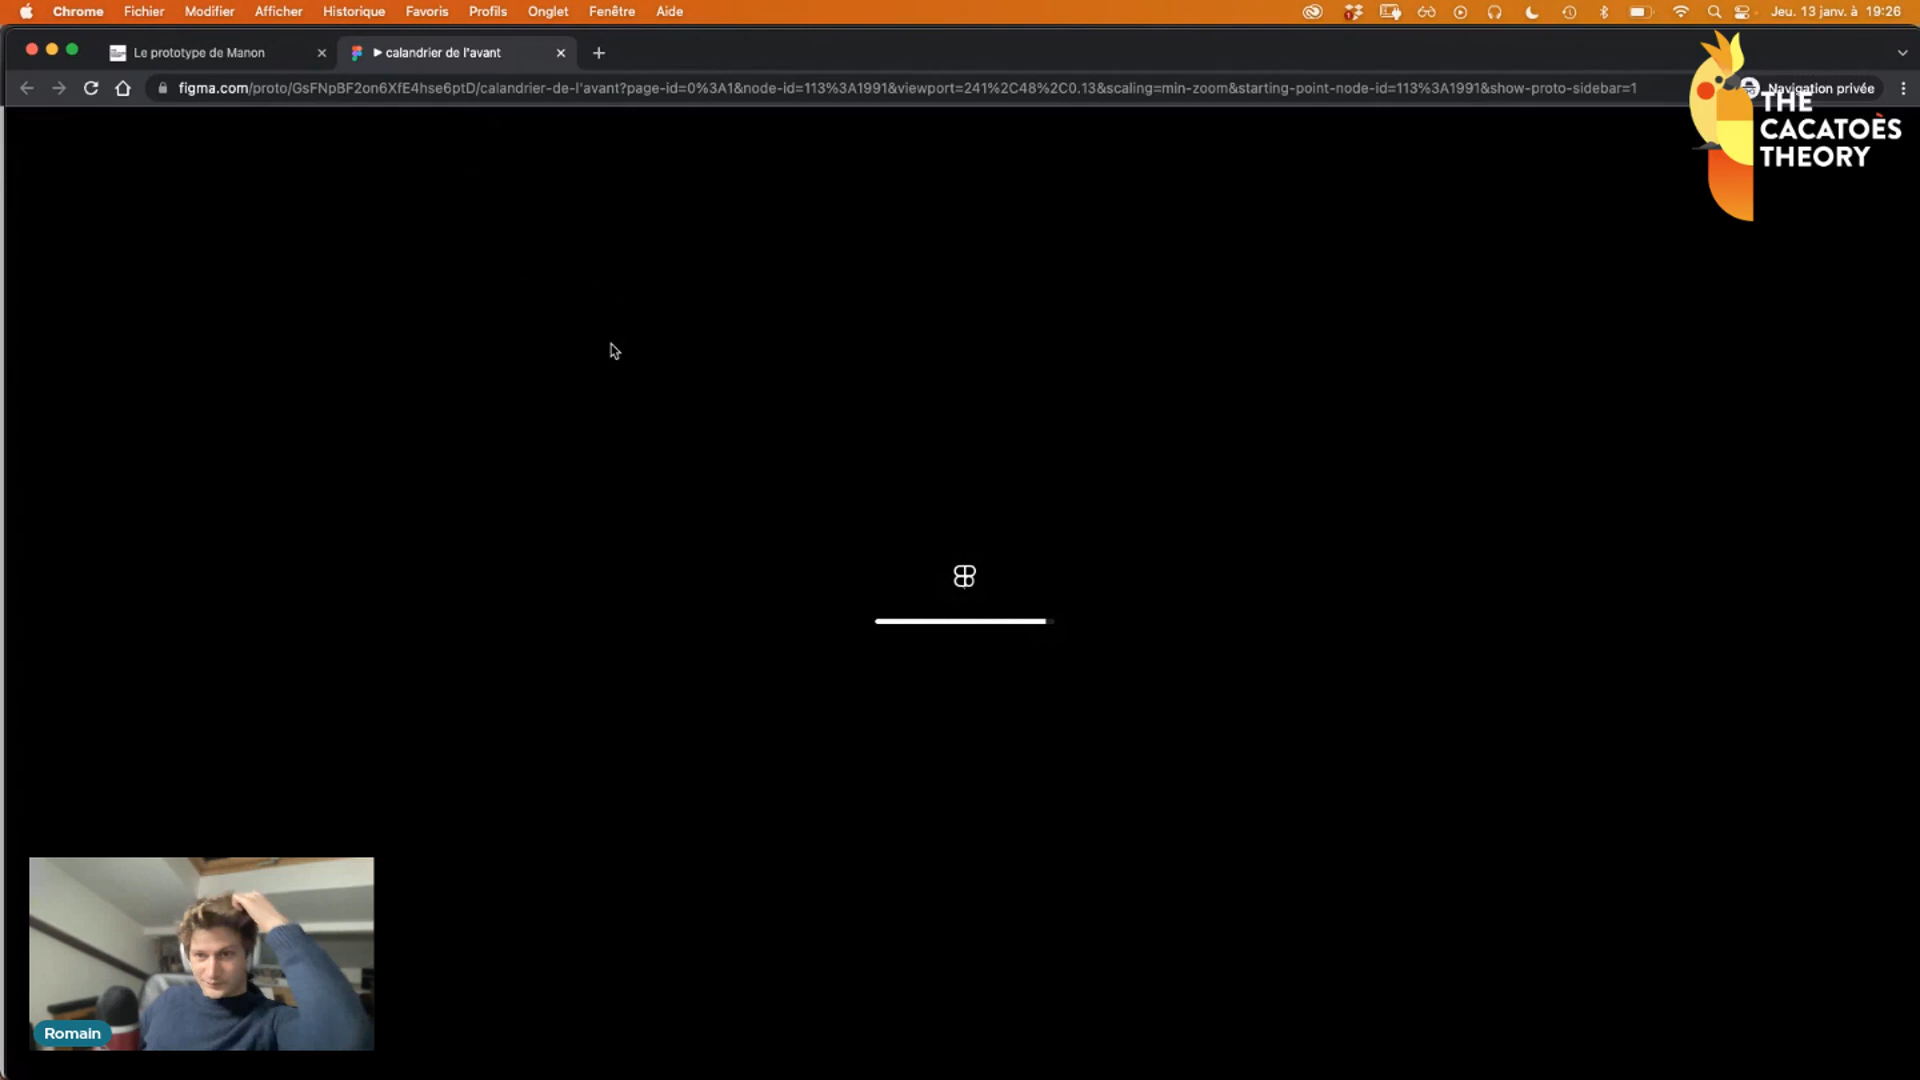 Chrome Fichier Modifier Afficher Historique Favoris Profils Onglet Fenêtre Aide Jeu. 13 janv. à 19:26
Le prototype de Manon calandrier de l'avant
figma.com/proto/GsFNpBF2on6XfE4hse6ptD/calandrier-de-l'avant?page-id=0%3A1&node-id=113%3A1991&viewport=241%2C48%2C0.13&scaling=min-zoom&starting-point-node-id=113%3A1991&show-proto-sidebar=1 Navigation privée
THE
CACATOÈS
THEORY
Romain